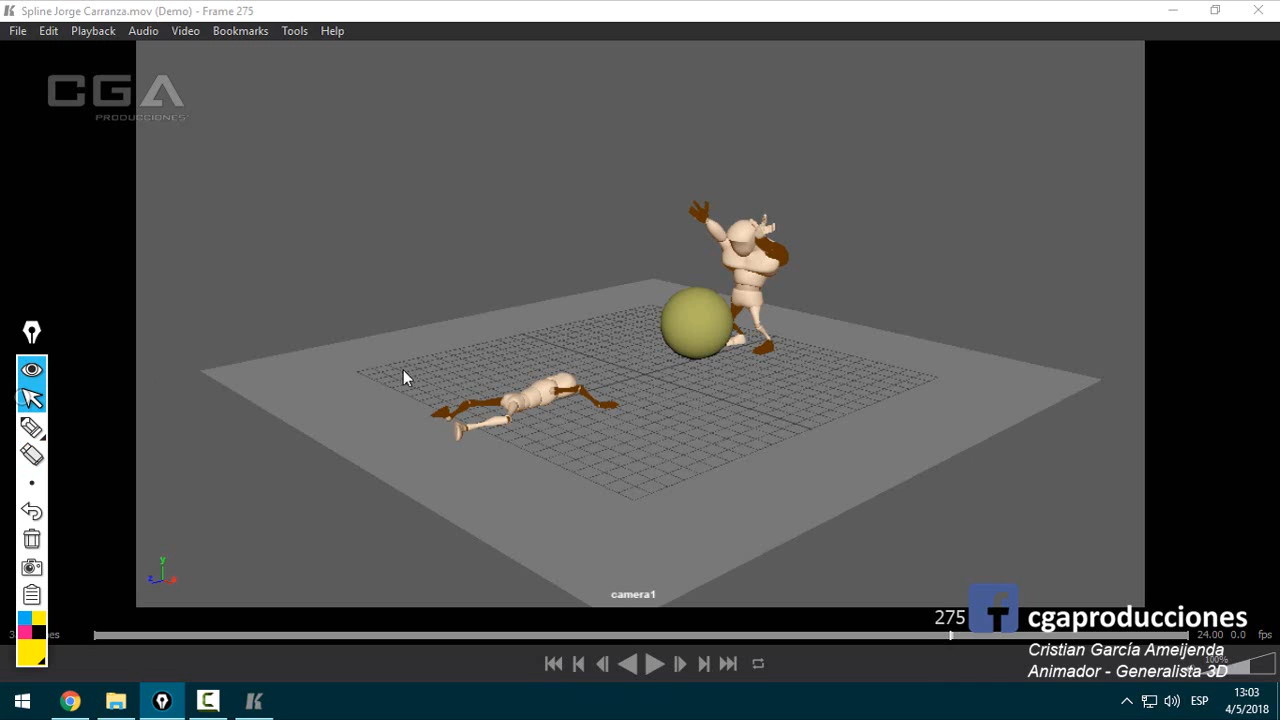 Spline Jorge Carranza.mov (Demo) - Frame 275
File Edit Playback Audio Video Bookmarks Tools Help
CGA
PRODUCCIONES
y
z x
camera1
275
24.00 0.0 fps
f cgaproducciones
Cristian García Ameijenda
Animador - Generalista 3D
100%
ESP
13:03
4/5/2018